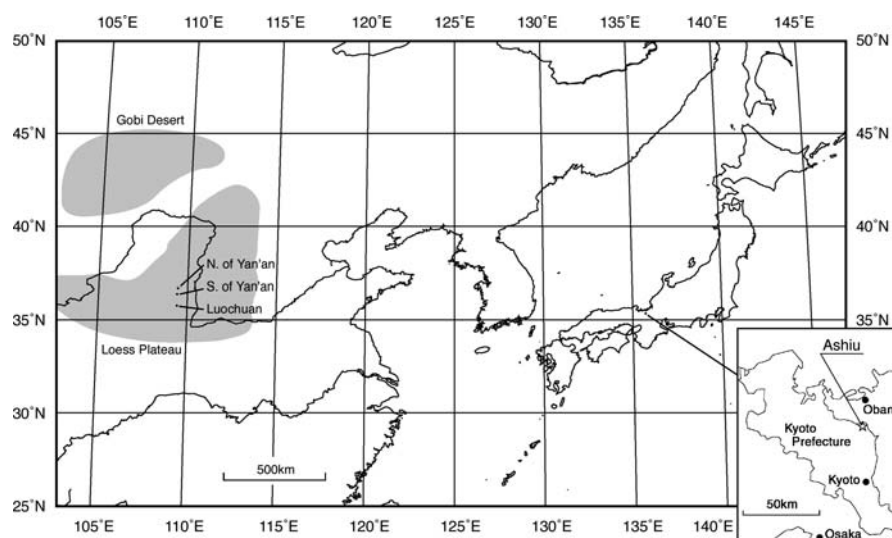 105°E 110°E 115°E 120°E 125°E 130°E 135°E 140°E 145°E
50°N 50°N
Gobi Desert
45°N 45°N
40°N 40°N
N. of Yan'an
S. of Yan'an
Luochuan
35°N 35°N
Loess Plateau
Ashiu
Obam
30°N
Kyoto
Prefecture
500km
Kyoto
50km
25°N
105°E 110°E 115°E 120°E 125°E 130°E 135°E 140°E
Osaka